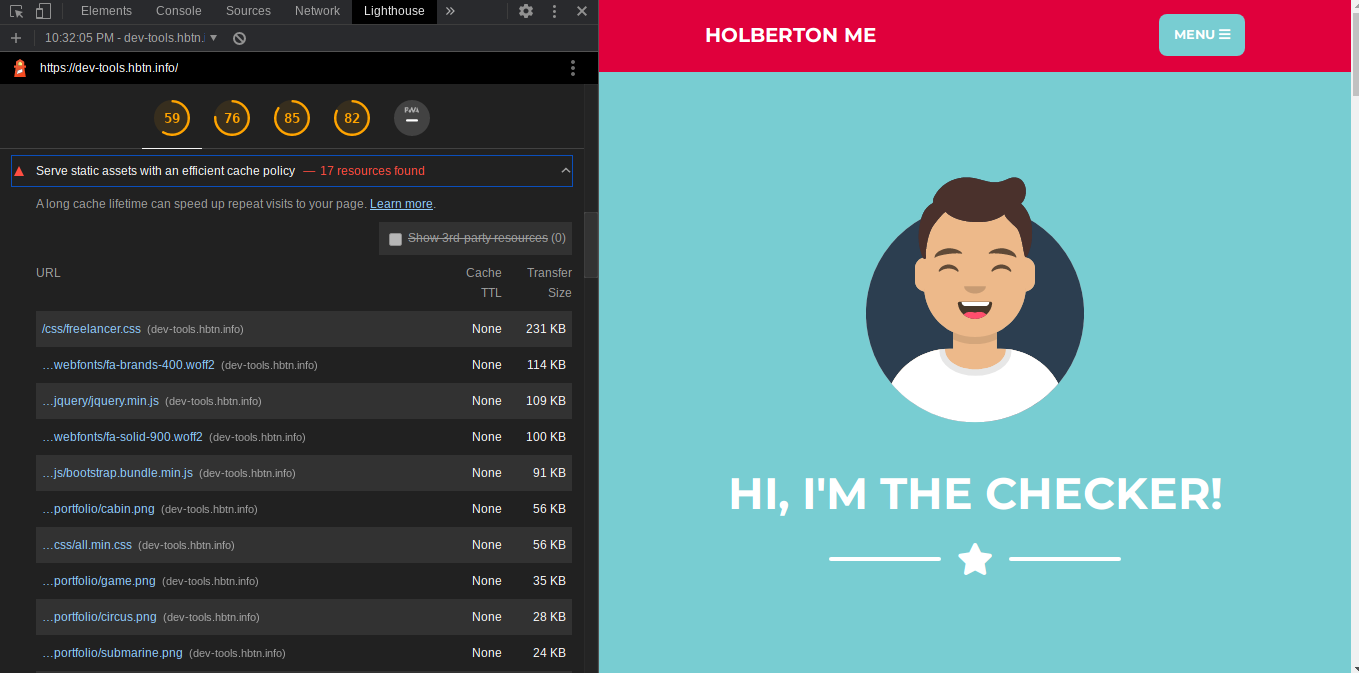 Elements Console Sources Network Lighthouse »
10:32:05 PM - dev-tools.hbtn.
https://dev-tools.hbtn.info/
59 76 85 82 PWA
Serve static assets with an efficient cache policy — 17 resources found
A long cache lifetime can speed up repeat visits to your page. Learn more.
Show 3rd-party resources (0)
URL Cache TTL Transfer Size
/css/freelancer.css (dev-tools.hbtn.info) None 231 KB
…webfonts/fa-brands-400.woff2 (dev-tools.hbtn.info) None 114 KB
…jquery/jquery.min.js (dev-tools.hbtn.info) None 109 KB
…webfonts/fa-solid-900.woff2 (dev-tools.hbtn.info) None 100 KB
…js/bootstrap.bundle.min.js (dev-tools.hbtn.info) None 91 KB
…portfolio/cabin.png (dev-tools.hbtn.info) None 56 KB
…css/all.min.css (dev-tools.hbtn.info) None 56 KB
…portfolio/game.png (dev-tools.hbtn.info) None 35 KB
…portfolio/circus.png (dev-tools.hbtn.info) None 28 KB
…portfolio/submarine.png (dev-tools.hbtn.info) None 24 KB
HOLBERTON ME
MENU
HI, I'M THE CHECKER!